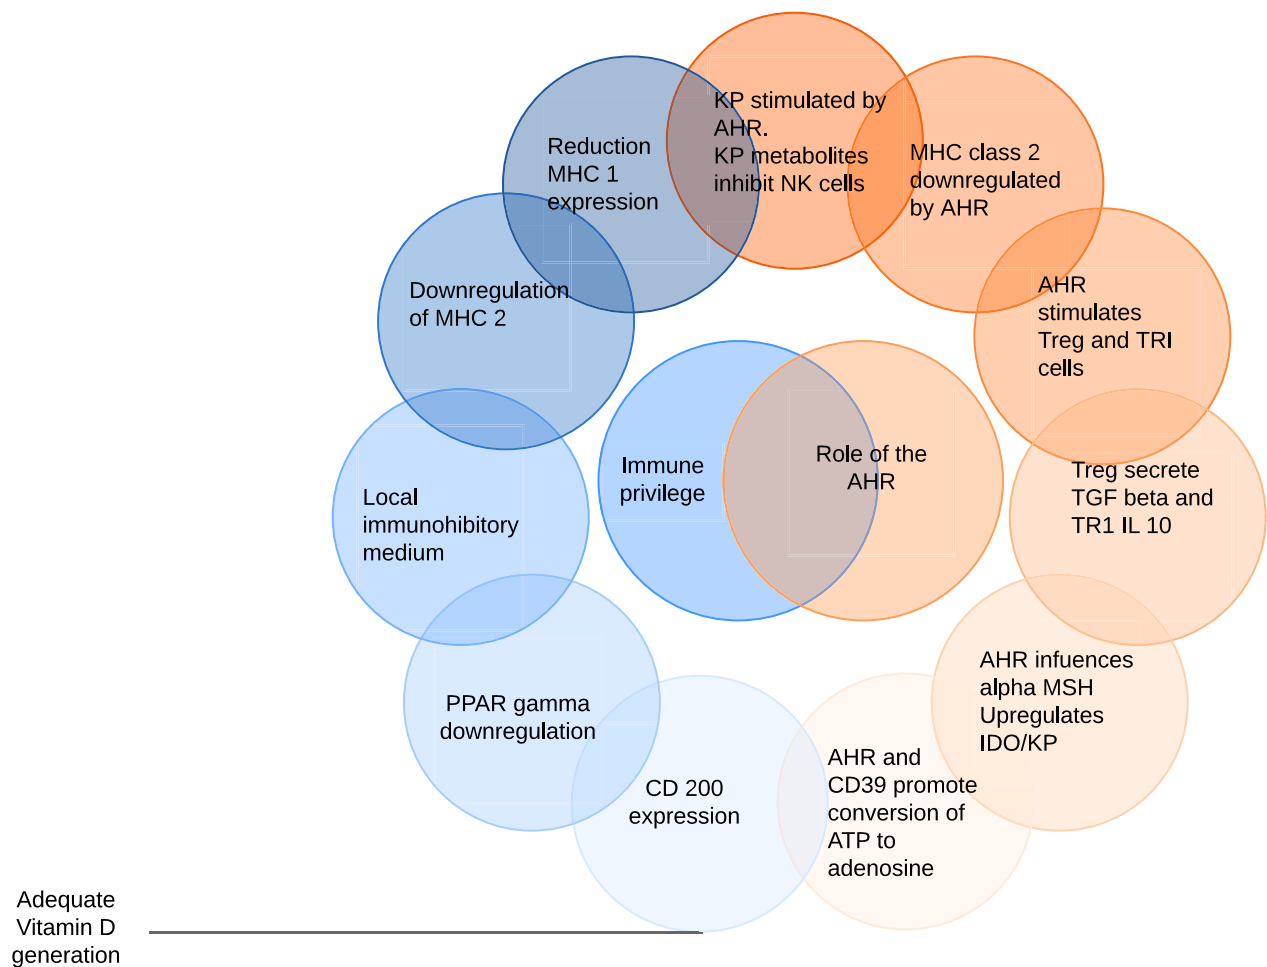 KP stimulated by
AHR.
KP metabolites
inhibit NK cells
Reduction
MHC 1
expression
MHC class 2
downregulated
by AHR
Downregulation
of MHC 2
AHR
stimulates
Treg and TRI
cells
Immune
privilege
Role of the
AHR
Local
immunohibitory
medium
Treg secrete
TGF beta and
TR1 IL 10
PPAR gamma
downregulation
AHR infuences
alpha MSH
Upregulates
IDO/KP
CD 200
expression
AHR and
CD39 promote
conversion of
ATP to
adenosine
Adequate
Vitamin D
generation